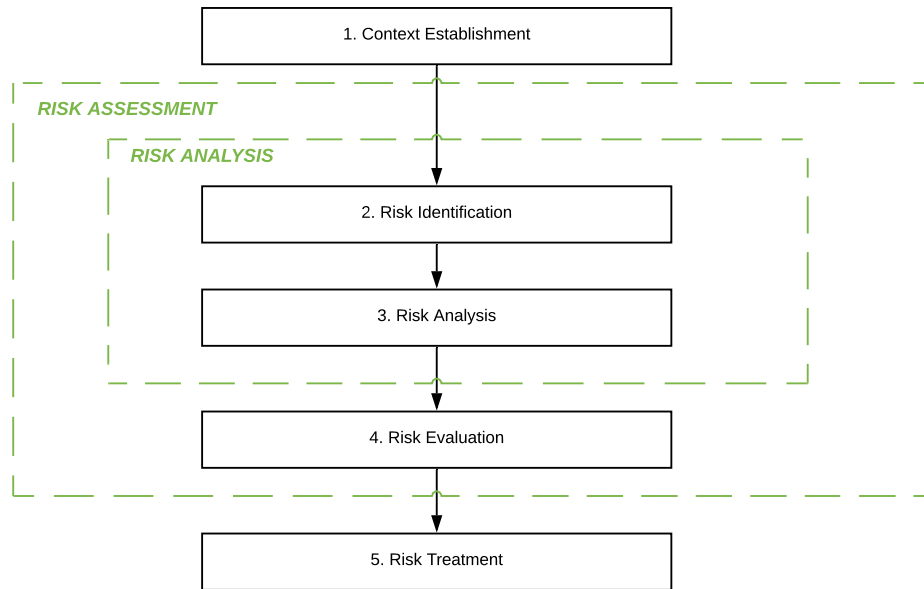 1. Context Establishment
RISK ASSESSMENT
RISK ANALYSIS
2. Risk Identification
3. Risk Analysis
4. Risk Evaluation
5. Risk Treatment